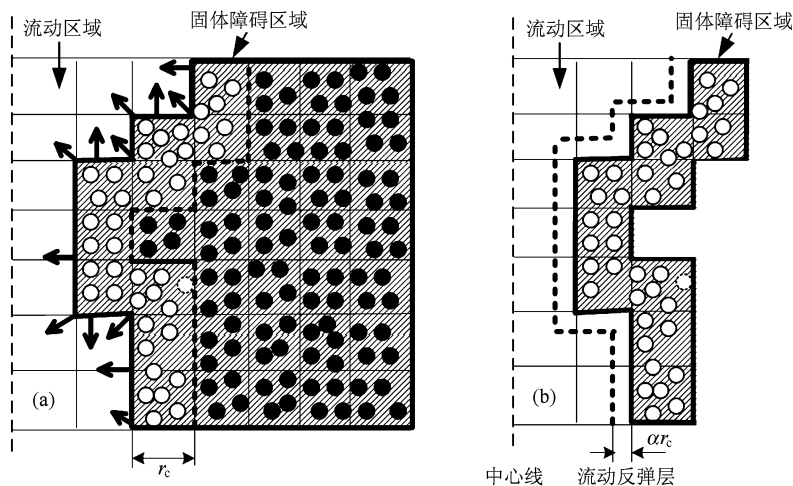 流动区域
固体障碍区域
(a)
rc
流动区域
固体障碍区域
(b)
αrc
中心线
流动反弹层